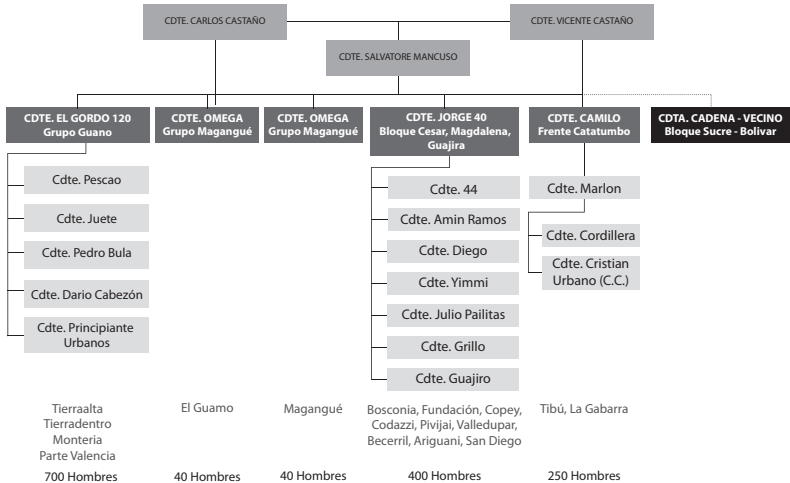 CDTE. CARLOS CASTAÑO
CDTE. VICENTE CASTAÑO
CDTE. SALVATORE MANCUSO
CDTE. EL GORDO 120
Grupo Guano
CDTE. OMEGA
Grupo Magangué
CDTE. OMEGA
Grupo Magangué
CDTE. JORGE 40
Bloque Cesar, Magdalena,
Guajira
CDTE. CAMILO
Frente Catatumbo
CDTA. CADENA - VECINO
Bloque Sucre - Bolivar
Cdte. Pescao
Cdte. Juete
Cdte. Pedro Bula
Cdte. Dario Cabezón
Cdte. Principiante
Urbanos
Cdte. 44
Cdte. Amin Ramos
Cdte. Diego
Cdte. Yimmi
Cdte. Julio Pailitas
Cdte. Grillo
Cdte. Guajiro
Cdte. Marlon
Cdte. Cordillera
Cdte. Cristian
Urbano (C.C.)
Tierraalta
Tierradentro
Monteria
Parte Valencia
700 Hombres
El Guamo
40 Hombres
Magangué
40 Hombres
Bosconia, Fundación, Copey,
Codazzi, Pivijai, Valledupar,
Becerril, Ariguani, San Diego
400 Hombres
Tibú, La Gabarra
250 Hombres